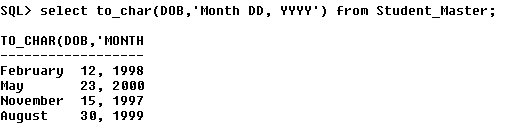 SQL> select to_char(DOB,'Month DD, YYYY') from Student_Master;
TO_CHAR(DOB,'MONTH
------------------
February  12, 1998
May       23, 2000
November  15, 1997
August    30, 1999